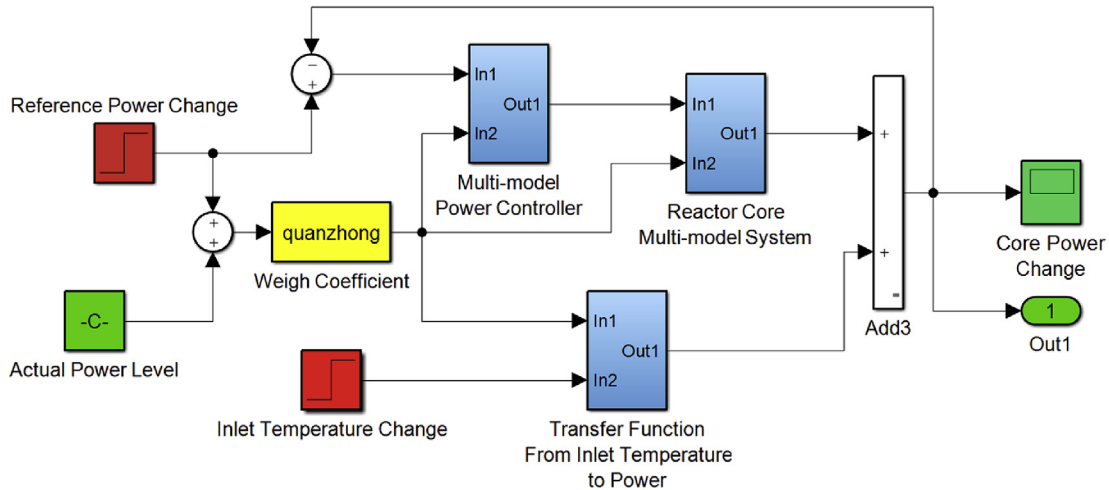 Reference Power Change
−
+
+
+
-C-
Actual Power Level
quanzhong
Weigh Coefficient
Inlet Temperature Change
In1
In2
Out1
Multi-model
Power Controller
In1
In2
Out1
Reactor Core
Multi-model System
In1
In2
Out1
Transfer Function
From Inlet Temperature
to Power
+
+
Add3
Core Power
Change
1
Out1